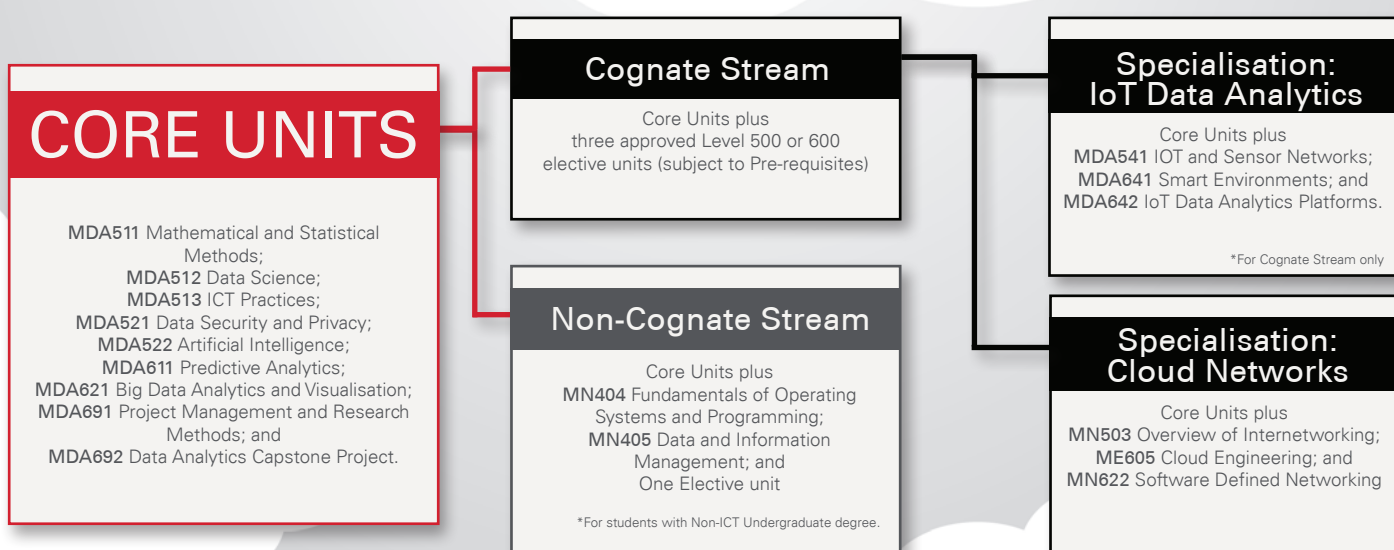 CORE UNITS
MDA511 Mathematical and Statistical
Methods;
MDA512 Data Science;
MDA513 ICT Practices;
MDA521 Data Security and Privacy;
MDA522 Artificial Intelligence;
MDA611 Predictive Analytics;
MDA621 Big Data Analytics and Visualisation;
MDA691 Project Management and Research
Methods; and
MDA692 Data Analytics Capstone Project.
Cognate Stream
Core Units plus
three approved Level 500 or 600
elective units (subject to Pre-requisites)
Non-Cognate Stream
Core Units plus
MN404 Fundamentals of Operating
Systems and Programming;
MN405 Data and Information
Management; and
One Elective unit
*For students with Non-ICT Undergraduate degree.
Specialisation:
IoT Data Analytics
Core Units plus
MDA541 IOT and Sensor Networks;
MDA641 Smart Environments; and
MDA642 IoT Data Analytics Platforms.
*For Cognate Stream only
Specialisation:
Cloud Networks
Core Units plus
MN503 Overview of Internetworking;
ME605 Cloud Engineering; and
MN622 Software Defined Networking